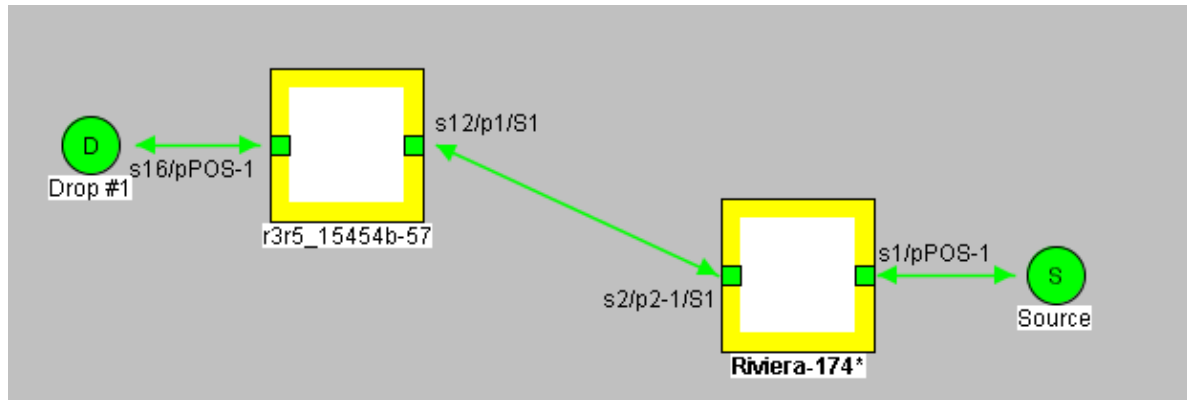 s12/p1/S1
D
s16/pPOS-1
Drop #1
r3r5_15454b-57
s1/pPOS-1
S
s2/p2-1/S1
Source
Riviera-174*